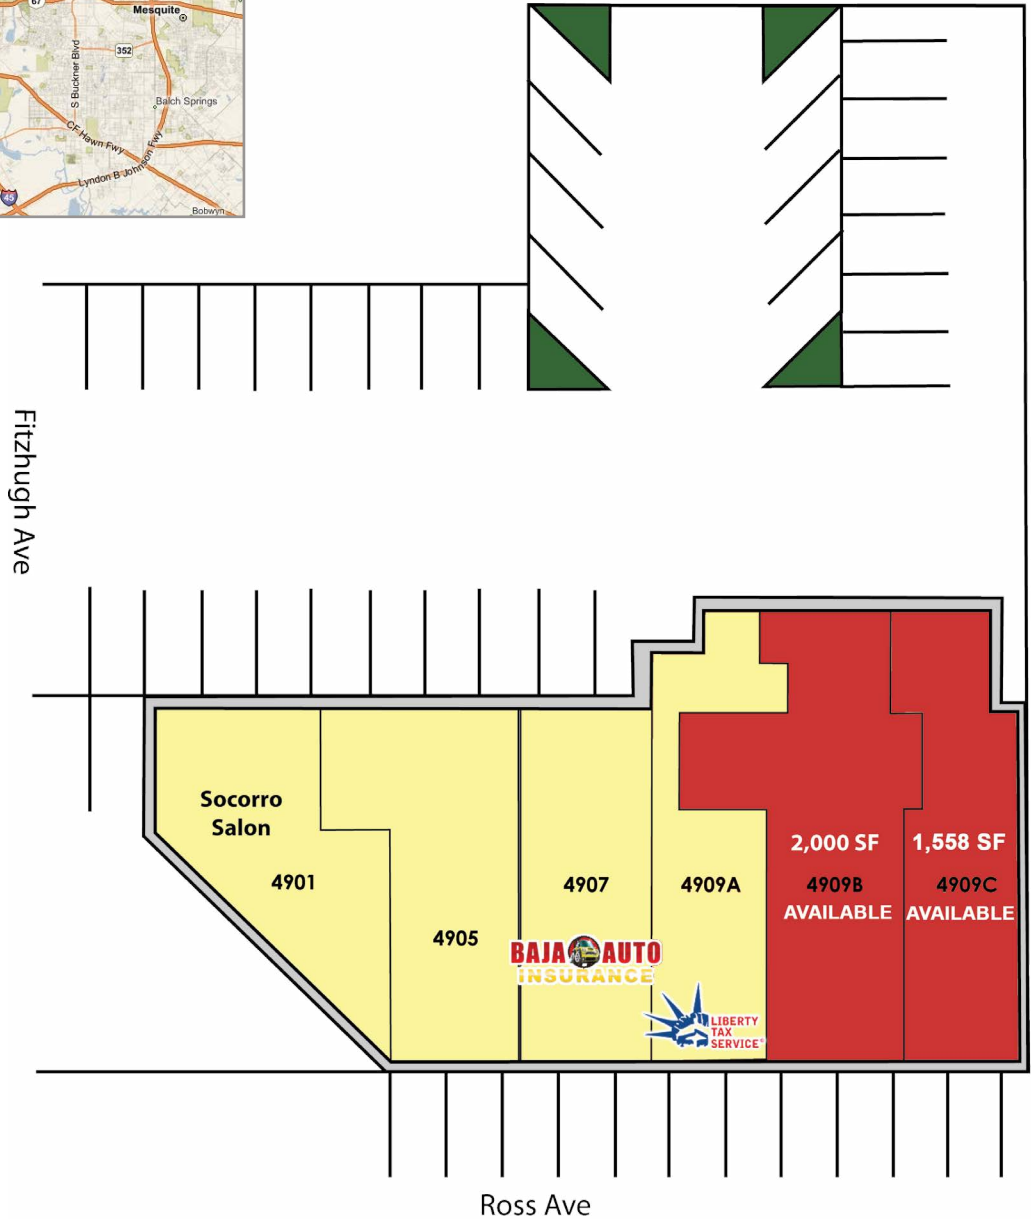 67
Mesquite
352
S Buckner Blvd
Balch Springs
CF Hawn Fwy
Lyndon B Johnson Fwy
45
Bobwyn
Fitzhugh Ave
Socorro
Salon
4901
4905
4907
BAJA AUTO
INSURANCE
4909A
LIBERTY
TAX
SERVICE®
2,000 SF
4909B
AVAILABLE
1,558 SF
4909C
AVAILABLE
Ross Ave